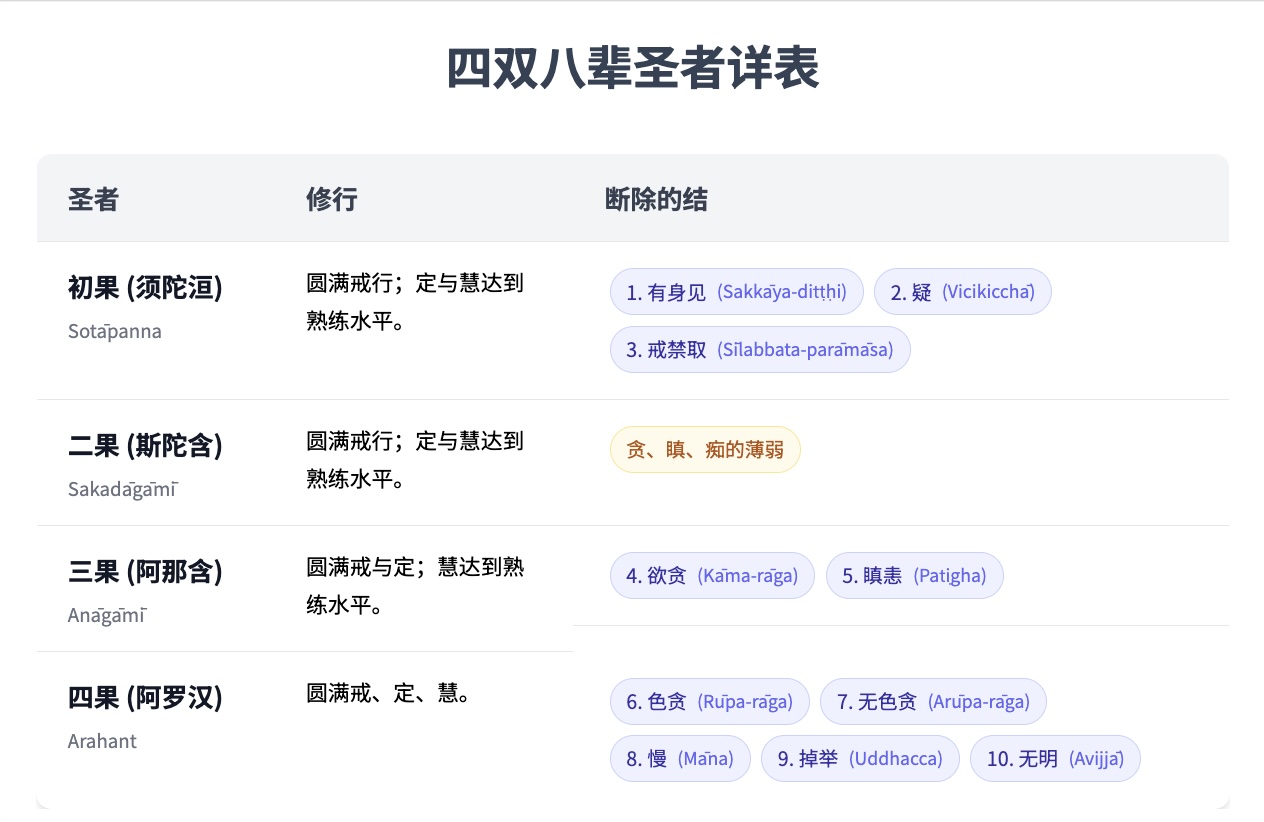 四双八辈圣者详表
圣者 修行 断除的结
初果 (须陀洹)
Sotāpanna
圆满戒行；定与慧达到
熟练水平。
1. 有身见 (Sakkāya-diṭṭhi) 2. 疑 (Vicikicchā)
3. 戒禁取 (Sīlabbata-parāmāsa)
二果 (斯陀含)
Sakadāgāmī
圆满戒行；定与慧达到
熟练水平。
贪、瞋、痴的薄弱
三果 (阿那含)
Anāgāmī
圆满戒与定；慧达到熟
练水平。
4. 欲贪 (Kāma-rāga) 5. 瞋恚 (Patigha)
四果 (阿罗汉)
Arahant
圆满戒、定、慧。
6. 色贪 (Rūpa-rāga) 7. 无色贪 (Arūpa-rāga)
8. 慢 (Māna) 9. 掉举 (Uddhacca) 10. 无明 (Avijjā)